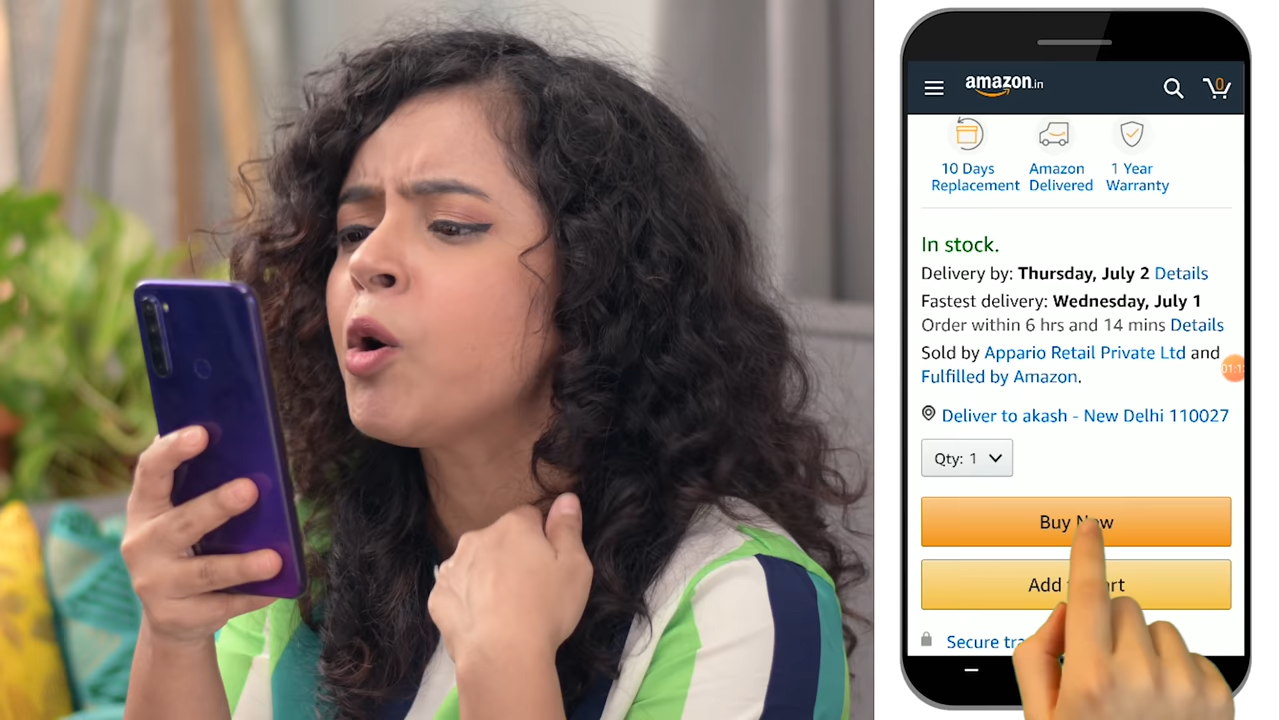 amazon.in
0
10 Days
Replacement
Amazon
Delivered
1 Year
Warranty
In stock.
Delivery by: Thursday, July 2 Details
Fastest delivery: Wednesday, July 1
Order within 6 hrs and 14 mins Details
Sold by Appario Retail Private Ltd and
Fulfilled by Amazon.
Deliver to akash - New Delhi 110027
Qty: 1
Buy Now
Add
Secure